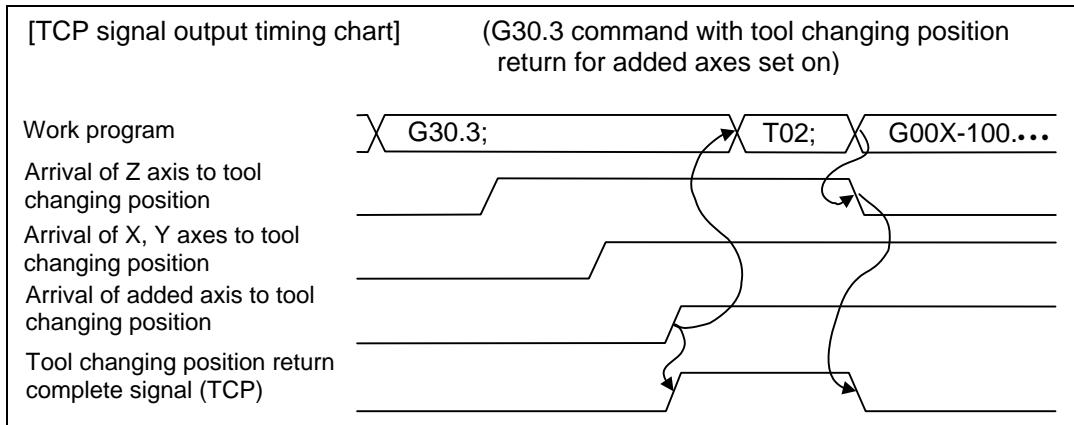 [TCP signal output timing chart]
(G30.3 command with tool changing position
return for added axes set on)
Work program
G30.3;
T02;
G00X-100.•••
Arrival of Z axis to tool
changing position
Arrival of X, Y axes to tool
changing position
Arrival of added axis to tool
changing position
Tool changing position return
complete signal (TCP)